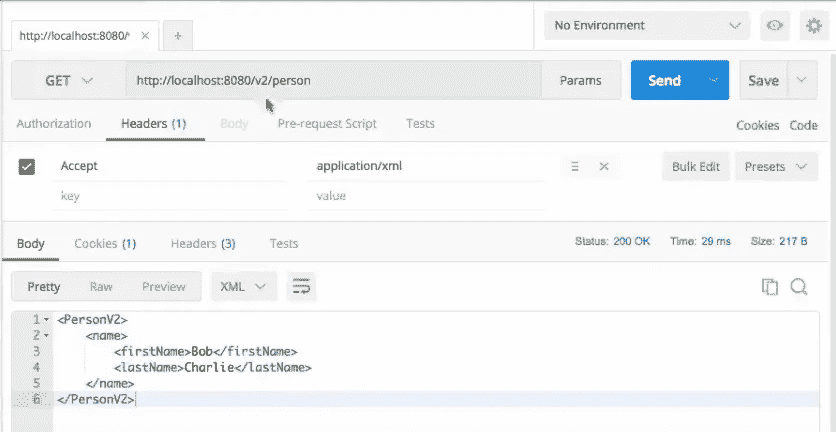 http://localhost:8080/
No Environment
GET http://localhost:8080/v2/person Params Send Save
Authorization Headers (1) Body Pre-request Script Tests Cookies Code
Accept application/xml Bulk Edit Presets
key value
Body Cookies (1) Headers (3) Tests Status: 200 OK Time: 29 ms Size: 217 B
Pretty Raw Preview XML
1 <PersonV2>
2 <name>
3 <firstName>Bob</firstName>
4 <lastName>Charlie</lastName>
5 </name>
6 </PersonV2>